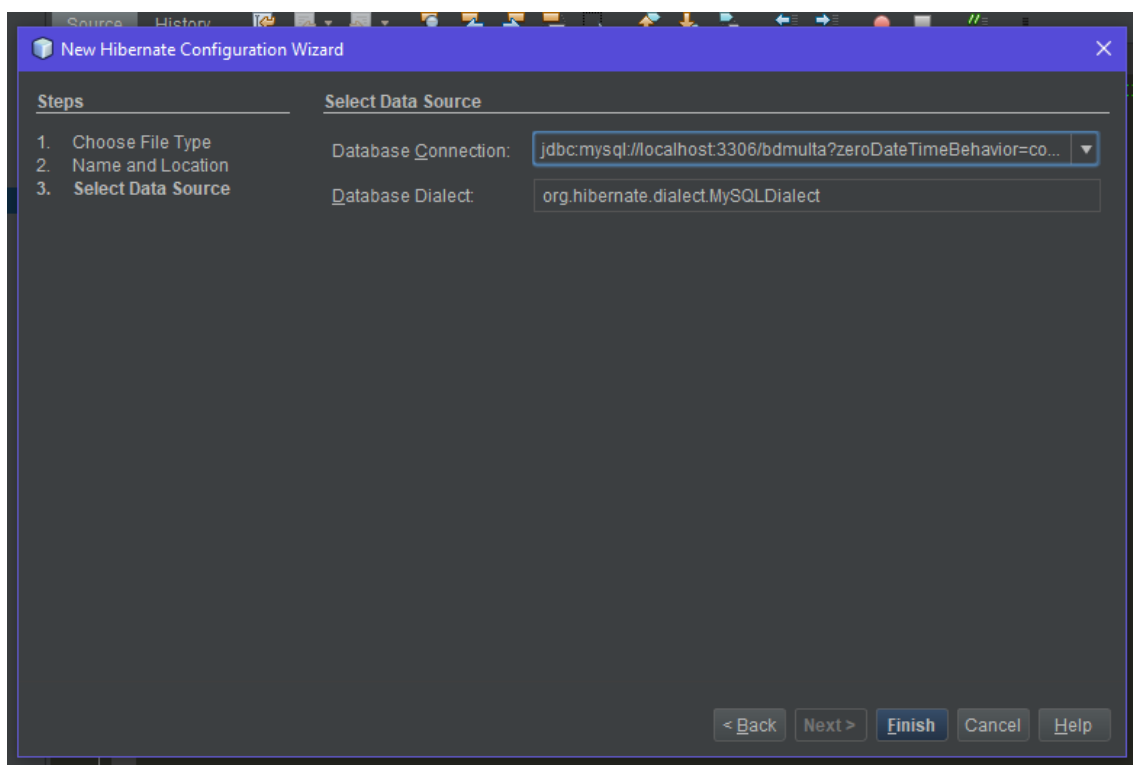 Source History
New Hibernate Configuration Wizard
Steps
1. Choose File Type
2. Name and Location
3. Select Data Source
Select Data Source
Database Connection: jdbc:mysql://localhost:3306/bdmulta?zeroDateTimeBehavior=co...
Database Dialect: org.hibernate.dialect.MySQLDialect
< Back Next > Finish Cancel Help